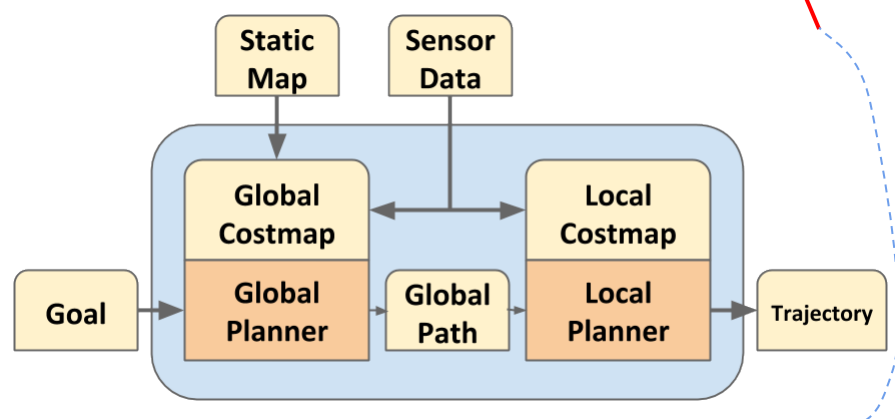 Static
Map
Sensor
Data
Global
Costmap
Local
Costmap
Goal
Global
Planner
Global
Path
Local
Planner
Trajectory